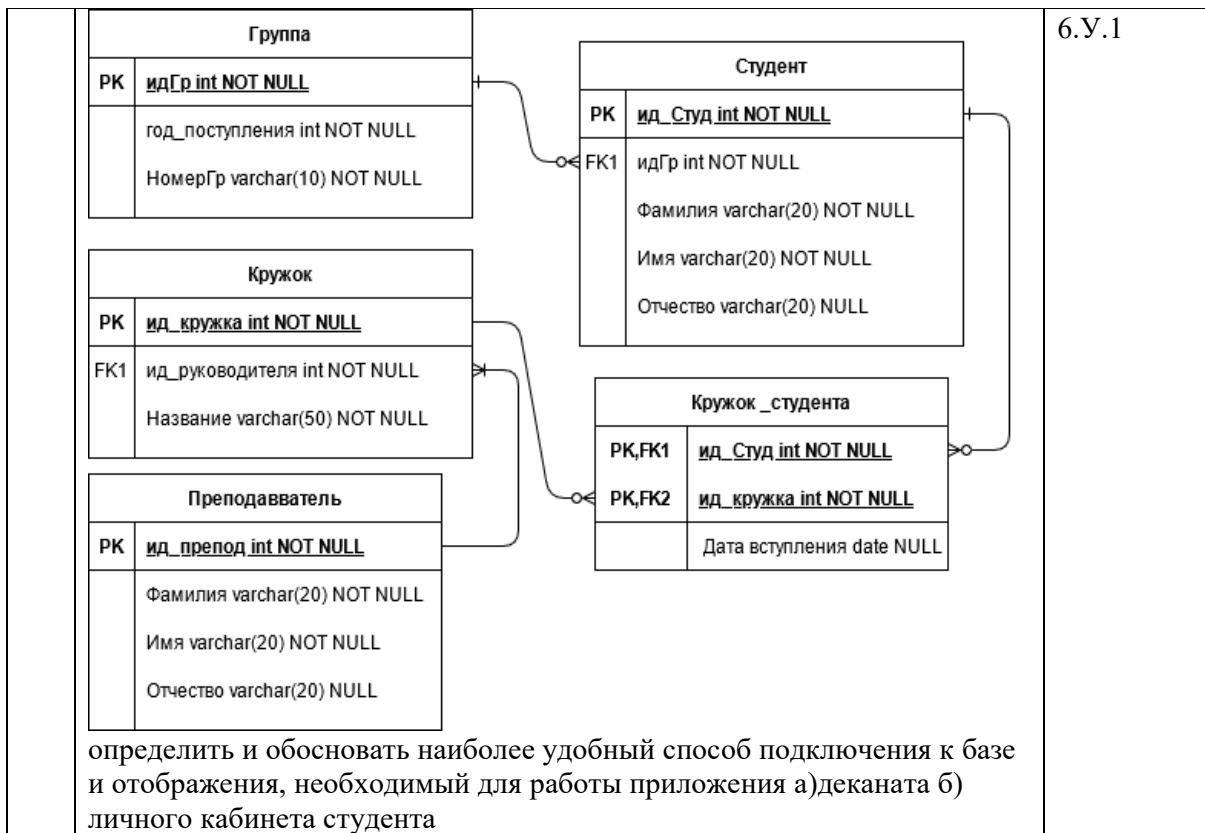 Группа
PK идГр int NOT NULL
год_поступления int NOT NULL
НомерГр varchar(10) NOT NULL
Студент
PK ид_Студ int NOT NULL
FK1 идГр int NOT NULL
Фамилия varchar(20) NOT NULL
Имя varchar(20) NOT NULL
Отчество varchar(20) NULL
Кружок
PK ид_кружка int NOT NULL
FK1 ид_руководителя int NOT NULL
Название varchar(50) NOT NULL
Кружок _студента
PK,FK1 ид_Студ int NOT NULL
PK,FK2 ид_кружка int NOT NULL
Дата вступления date NULL
Преподавватель
PK ид_препод int NOT NULL
Фамилия varchar(20) NOT NULL
Имя varchar(20) NOT NULL
Отчество varchar(20) NULL
определить и обосновать наиболее удобный способ подключения к базе
и отображения, необходимый для работы приложения а)деканата б)
личного кабинета студента
6.У.1